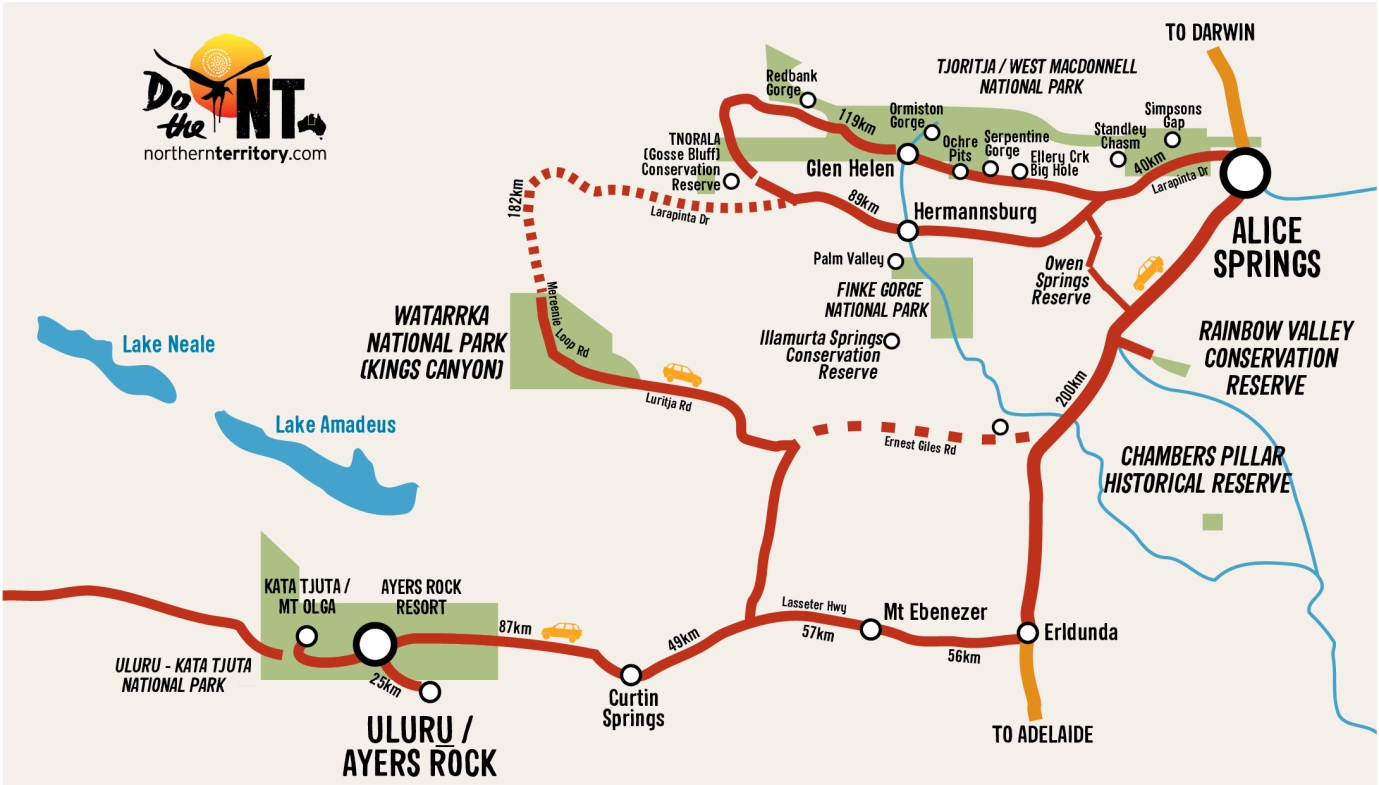 Do
the
NT
northernterritory.com
TO DARWIN
TJORITJA / WEST MACDONNELL
NATIONAL PARK
Redbank
Gorge
119km
Ormiston
Gorge
Ochre
Pits
Serpentine
Gorge
Ellery Crk
Big Hole
Standley
Chasm
Simpsons
Gap
40km
Larapinta Dr
Glen Helen
TNORALA
(Gosse Bluff)
Conservation
Reserve
182km
Larapinta Dr
89km
Hermannsburg
ALICE
SPRINGS
Palm Valley
FINKE GORGE
NATIONAL PARK
Owen
Springs
Reserve
Illamurta Springs
Conservation
Reserve
RAINBOW VALLEY
CONSERVATION
RESERVE
WATARRKA
NATIONAL PARK
(KINGS CANYON)
Mereenie Loop Rd
Luritja Rd
Lake Neale
Lake Amadeus
200km
Ernest Giles Rd
CHAMBERS PILLAR
HISTORICAL RESERVE
KATA TJUTA /
MT OLGA
AYERS ROCK
RESORT
87km
49km
Lasseter Hwy
57km
Mt Ebenezer
56km
Erldunda
ULURU - KATA TJUTA
NATIONAL PARK
25km
Curtin
Springs
ULURU /
AYERS ROCK
TO ADELAIDE